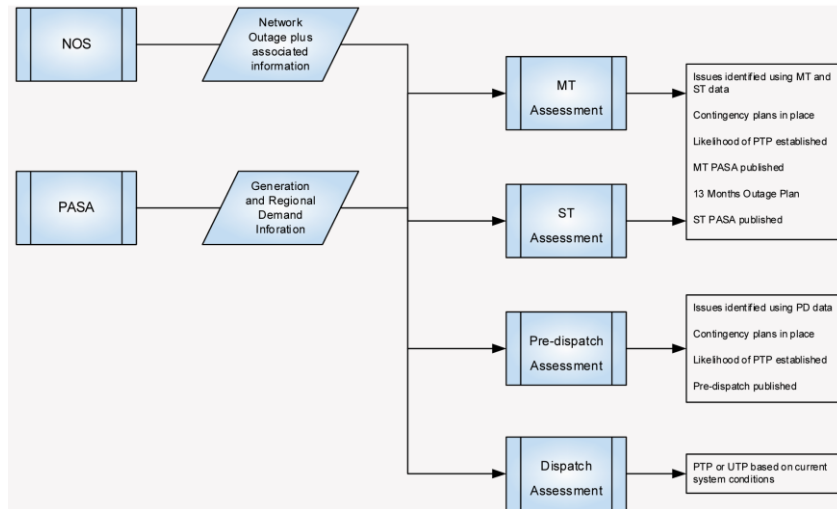 NOS
Network
Outage plus
associated
information
MT
Assessment
Issues identified using MT and
ST data
Contingency plans in place
Likelihood of PTP established
MT PASA published
13 Months Outage Plan
ST PASA published
PASA
Generation
and Regional
Demand
Inforation
ST
Assessment
Pre-dispatch
Assessment
Issues identified using PD data
Contingency plans in place
Likelihood of PTP established
Pre-dispatch published
Dispatch
Assessment
PTP or UTP based on current
system conditions